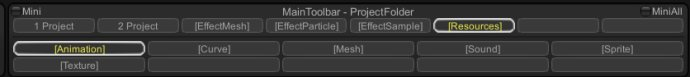 Mini MainToolbar - ProjectFolder MiniAll
1 Project 2 Project [EffectMesh] [EffectParticle] [EffectSample] [Resources]
[Animation] [Curve] [Mesh] [Sound] [Sprite]
[Texture]